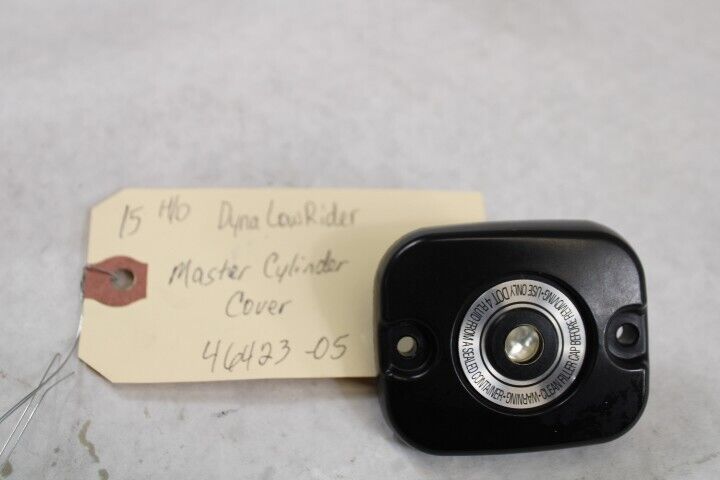 15 H/D Dyna LowRider
Master Cylinder
Cover
46423-05
WARNING•CLEAN FILLER CAP BEFORE REMOVING•USE ONLY DOT 4 FLUID FROM A SEALED CONTAINER•